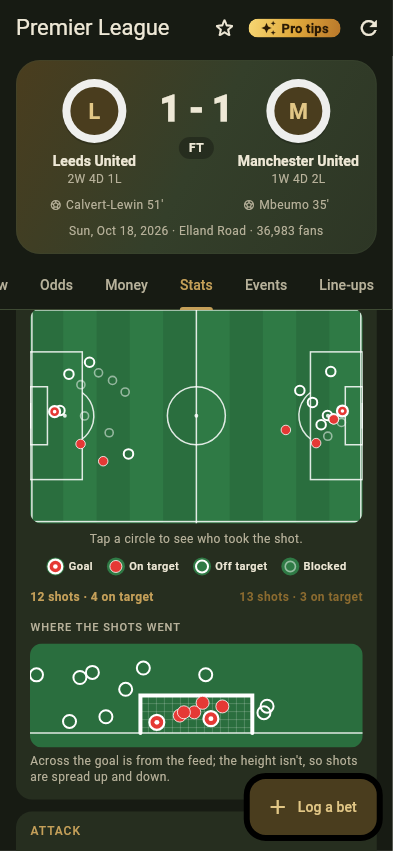 Premier League
Pro tips
L
1 - 1
M
FT
Leeds United
Manchester United
2W 4D 1L
1W 4D 2L
Calvert-Lewin 51'
Mbeumo 35'
Sun, Oct 18, 2026 · Elland Road · 36,983 fans
w
Odds
Money
Stats
Events
Line-ups
Tap a circle to see who took the shot.
Goal
On target
Off target
Blocked
12 shots · 4 on target
13 shots · 3 on target
WHERE THE SHOTS WENT
Across the goal is from the feed; the height isn't, so shots
are spread up and down.
+ Log a bet
ATTACK